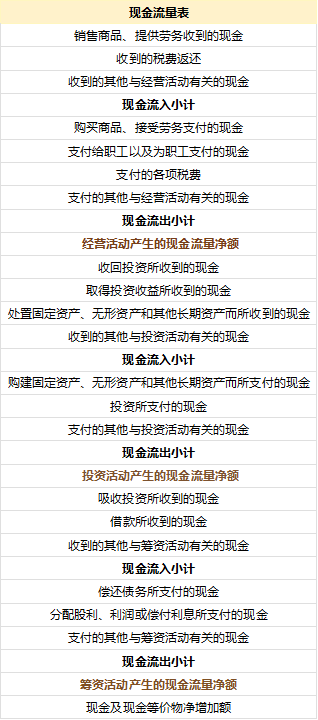 现金流量表
销售商品、提供劳务收到的现金
收到的税费返还
收到的其他与经营活动有关的现金
现金流入小计
购买商品、接受劳务支付的现金
支付给职工以及为职工支付的现金
支付的各项税费
支付的其他与经营活动有关的现金
现金流出小计
经营活动产生的现金流量净额
收回投资所收到的现金
取得投资收益所收到的现金
处置固定资产、无形资产和其他长期资产而所收到的现金
收到的其他与投资活动有关的现金
现金流入小计
购建固定资产、无形资产和其他长期资产而所支付的现金
投资所支付的现金
支付的其他与投资活动有关的现金
现金流出小计
投资活动产生的现金流量净额
吸收投资所收到的现金
借款所收到的现金
收到的其他与筹资活动有关的现金
现金流入小计
偿还债务所支付的现金
分配股利、利润或偿付利息所支付的现金
支付的其他与筹资活动有关的现金
现金流出小计
筹资活动产生的现金流量净额
现金及现金等价物净增加额